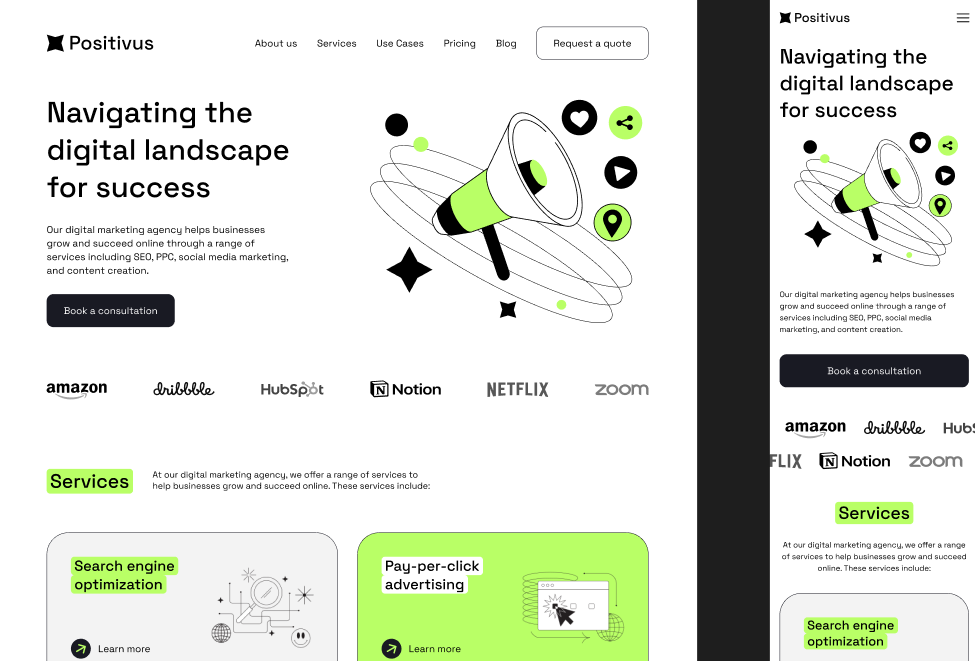 Positivus
About us
Services
Use Cases
Pricing
Blog
Request a quote
Navigating the
digital landscape
for success
Our digital marketing agency helps businesses
grow and succeed online through a range of
services including SEO, PPC, social media marketing,
and content creation.
Book a consultation
amazon
dribbble
HubSpot
Notion
NETFLIX
zoom
Services
At our digital marketing agency, we offer a range of services to
help businesses grow and succeed online. These services include:
Search engine
optimization
Learn more
Pay-per-click
advertising
Learn more
Positivus
Navigating the
digital landscape
for success
Our digital marketing agency helps businesses
grow and succeed online through a range of
services including SEO, PPC, social media
marketing, and content creation.
Book a consultation
amazon
dribbble
HubS
FLIX
Notion
zoom
Services
At our digital marketing agency, we offer a range
of services to help businesses grow and succeed
online. These services include:
Search engine
optimization